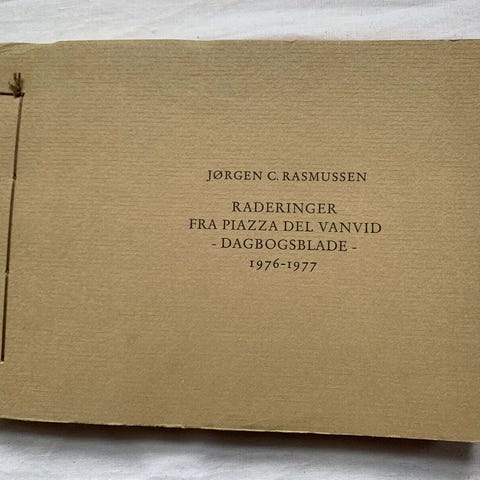 JØRGEN C. RASMUSSEN
RADERINGER
FRA PIAZZA DEL VANVID
- DAGBOGSBLADE -
1976-1977